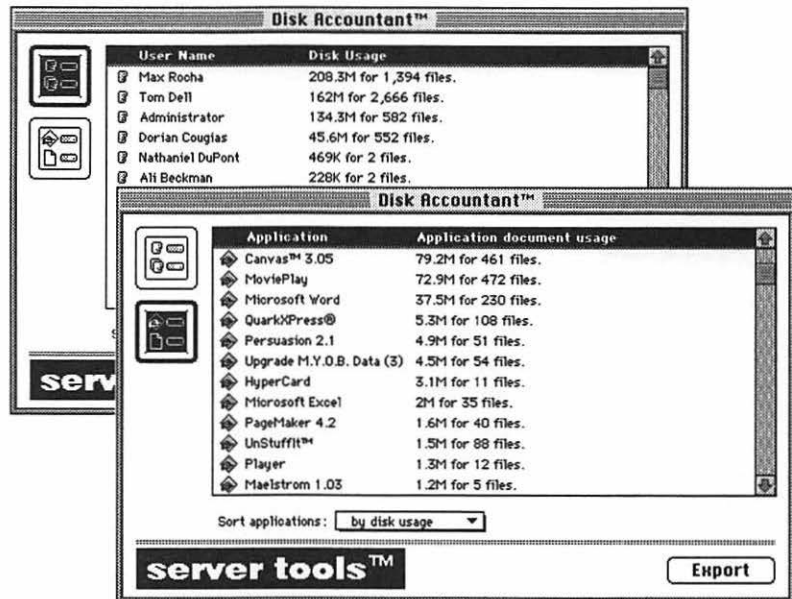 Disk Accountant™
User Name Disk Usage
Max Rocha 208.3M for 1,394 files.
Tom Dell 162M for 2,666 files.
Administrator 134.3M for 582 files.
Dorian Cougias 45.6M for 552 files.
Nathaniel DuPont 469K for 2 files.
Ali Beckman 228K for 2 files.
Disk Accountant™
Application Application document usage
Canvas™ 3.05 79.2M for 461 files.
MoviePlay 72.9M for 472 files.
Microsoft Word 37.5M for 230 files.
QuarkXPress® 5.3M for 108 files.
Persuasion 2.1 4.9M for 51 files.
Upgrade M.Y.O.B. Data (3) 4.5M for 54 files.
HyperCard 3.1M for 11 files.
Microsoft Excel 2M for 35 files.
PageMaker 4.2 1.6M for 40 files.
UnStuffIt™ 1.5M for 88 files.
Player 1.3M for 12 files.
Maelstrom 1.03 1.2M for 5 files.
Sort applications: by disk usage
serv
server tools™
Export